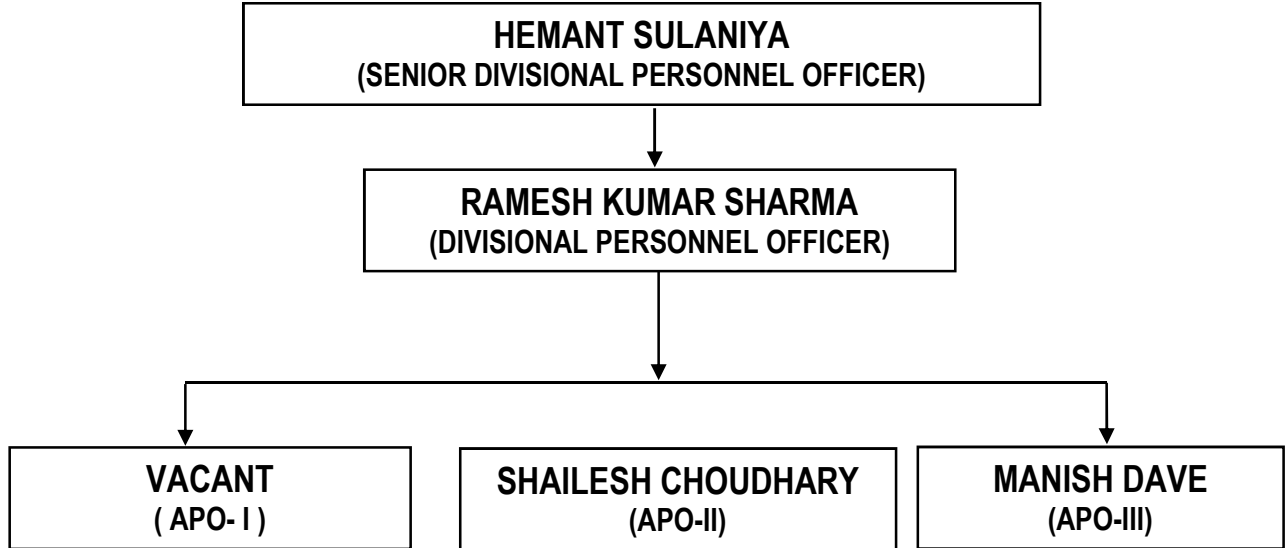 HEMANT SULANIYA
(SENIOR DIVISIONAL PERSONNEL OFFICER)
RAMESH KUMAR SHARMA
(DIVISIONAL PERSONNEL OFFICER)
VACANT
( APO- I )
SHAILESH CHOUDHARY
(APO-II)
MANISH DAVE
(APO-III)